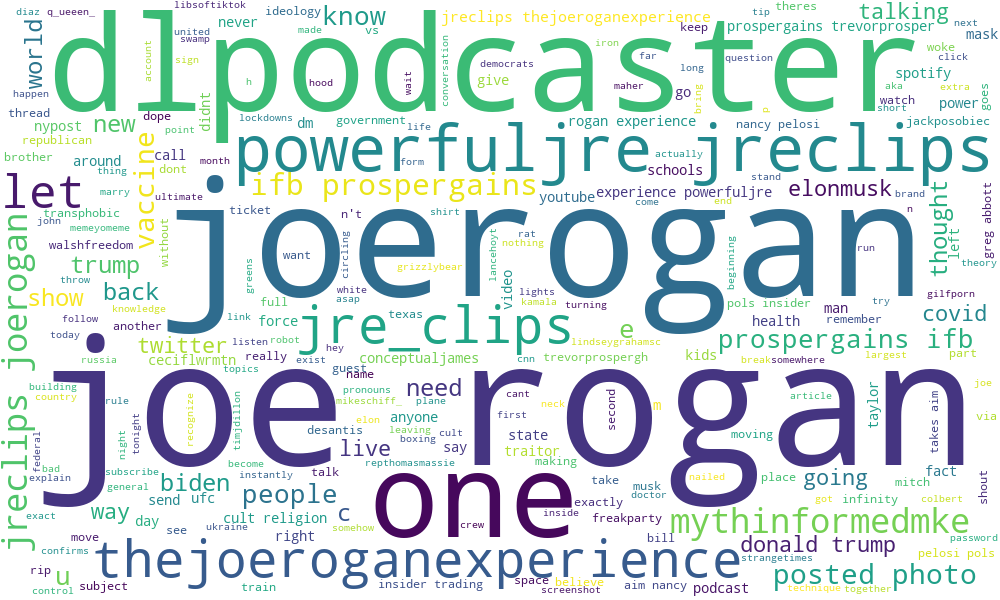 diaz q_ueeen_ libsoftiktok
ideology know jreclips thejoeroganexperience tip theres talking
world swamp united made never vs keep prospergains trevorprosper next mask
dlpodcaster
account sign h hood iron democrats far question woke click
wait conversation give maher long go bring p spotify aka extra
happen thread dope didnt lockdowns dm government life rogan experience nancy pelosi watch power short goes
nypost new point republican
vaccine powerfuljre jreclips jackposobiec
brother around call month form actually schools stand
thing dont marry
let ifb prospergains youtube experience powerfuljre elonmusk brand
ultimate come end n
transphobic john memeyomeme ticket n't shirt rat
joerogan
walshfreedom without want circling nothing lancehoyt beginning run left thought greg abbott
trump throw greens white asap grizzlybear video lights theory
show back knowledge full kamala turning pols insider try gilfporn
follow another link force texas man remember covid
jreclips joerogan today twitter listen robot hey jre_clips e health
russia ceciflwrmtn really exist conceptualjames cnn lindseygrahamsc trevorprospergh kids prospergains ifb
topics guest break somewhere largest part
joe rogan
building country rule pronouns name mikeschiff_ plane need cant neck second m article taylor joe
night tonight recognize timjdillon desantis anyone leaving first state moving takes aim via
federal explain boxing cult live say traitor
bad become talk repthomasmassie making place going fact
subscribe general instantly biden take musk nailed got infinity mitch colbert
exact send ufc people one exactly doctor shout
way day cult religion c inside freakparty mythinformedmke
move see ukraine somehow right crew bill password
confirms thejoeroganexperience donald trump strangetimes pelosi pols
rip u subject insider trading space believe aim nancy podcast posted photo
control train screenshot technique together